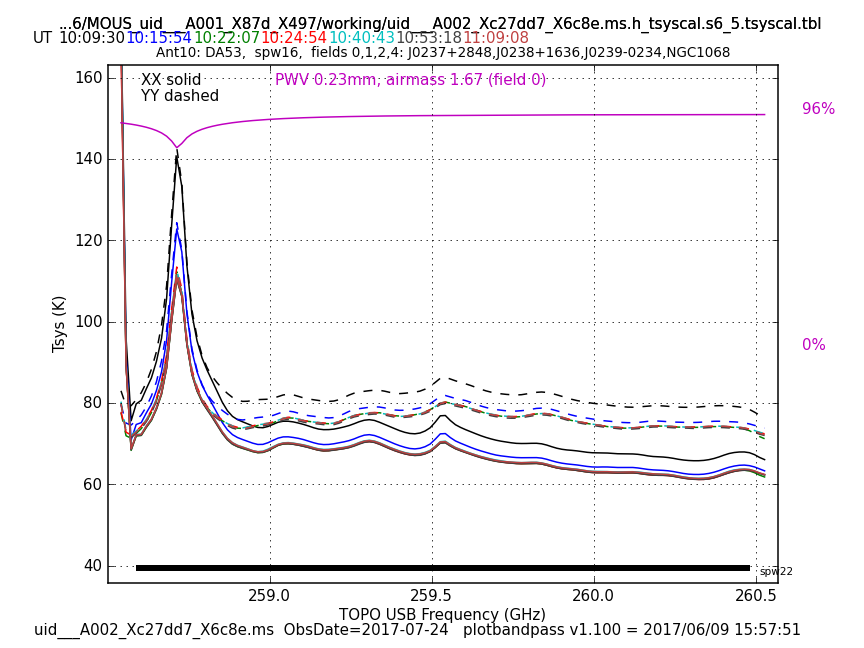 ...6/MOUS_uid___A001_X87d_X497/working/uid___A002_Xc27dd7_X6c8e.ms.h_tsyscal.s6_5.tsyscal.tbl
UT 10:09:30 10:15:54 10:22:07 10:24:54 10:40:43 10:53:18 11:09:08
Ant10: DA53,  spw16,  fields 0,1,2,4: J0237+2848,J0238+1636,J0239-0234,NGC1068
XX solid
YY dashed
PWV 0.23mm, airmass 1.67 (field 0)
96%
0%
160
140
120
100
80
60
40
Tsys (K)
spw22
259.0
259.5
260.0
260.5
TOPO USB Frequency (GHz)
uid___A002_Xc27dd7_X6c8e.ms  ObsDate=2017-07-24   plotbandpass v1.100 = 2017/06/09 15:57:51